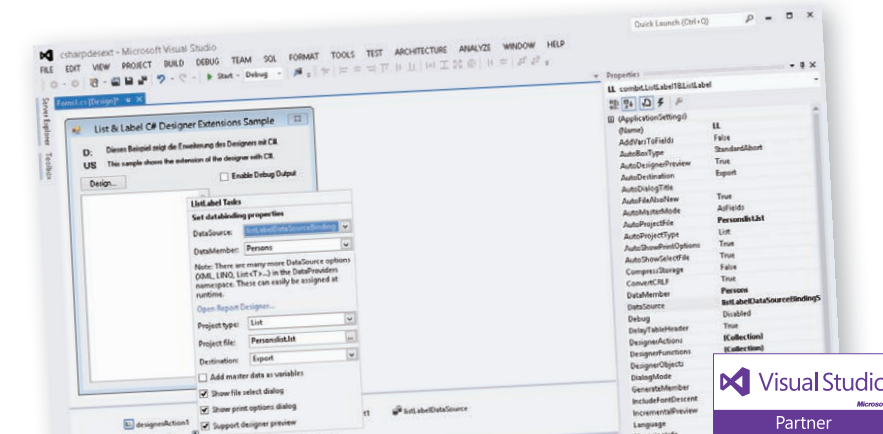 Quick Launch (Ctrl+Q)
csharpdesext - Microsoft Visual Studio
FILE EDIT VIEW PROJECT BUILD DEBUG TEAM SQL FORMAT TOOLS TEST ARCHITECTURE ANALYZE WINDOW HELP
Start - Debug
Form1.cs [Design]*
Server Explorer Toolbox
List & Label C# Designer Extensions Sample
D: Dieses Beispiel zeigt die Erweiterung des Designers mit C#.
US This sample shows the extension of the designer with C#.
Design...
Enable Debug Output
ListLabel Tasks
Set databinding properties
DataSource: listLabelDataSourceBinding
DataMember: Persons
Note: There are many more DataSource options
(XML, LINQ, List<T>...) in the DataProviders
namespace. These can easily be assigned at
runtime.
Open Report Designer...
Project type: List
Project file: Personslist.lst
Destination: Export
Add master data as variables
Show file select dialog
Show print options dialog
Support designer preview
designerAction1
listLabelDataSource
Properties
LL combit.ListLabel18.ListLabel
(ApplicationSettings)
(Name) LL
AddVarsToFields False
AutoBoxType StandardAbort
AutoDesignerPreview True
AutoDestination Export
AutoDialogTitle
AutoFileAlsoNew True
AutoMasterMode AsFields
AutoProjectFile Personslist.lst
AutoProjectType List
AutoShowPrintOptions True
AutoShowSelectFile True
CompressStorage False
ConvertCRLF True
DataMember Persons
DataSource listLabelDataSourceBindingS
Debug Disabled
DelayTableHeader True
DesignerActions (Collection)
DesignerFunctions (Collection)
DesignerObjects
DialogMode
GenerateMember
IncludeFontDescent
IncrementalPreview
Language
Visual Studio
Microsoft
Partner